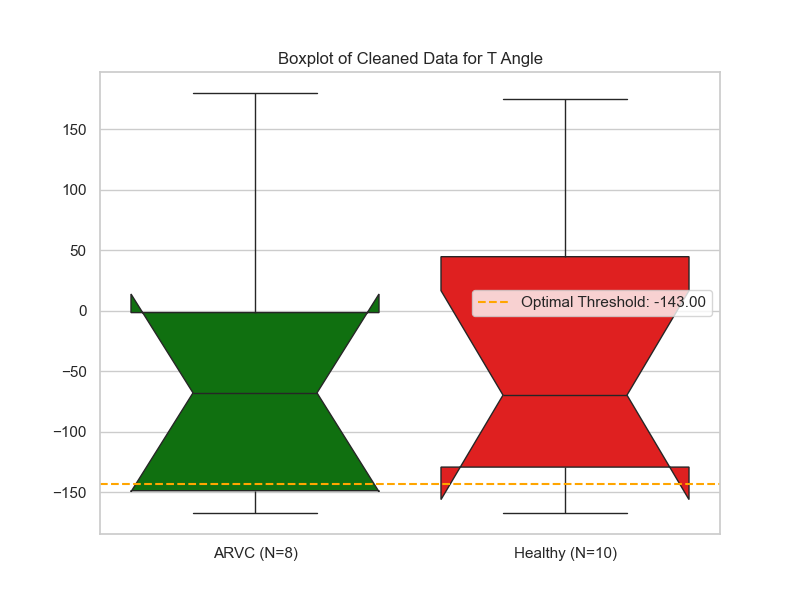 Boxplot of Cleaned Data for T Angle
150
100
50
0
−50
−100
−150
Optimal Threshold: -143.00
ARVC (N=8)
Healthy (N=10)